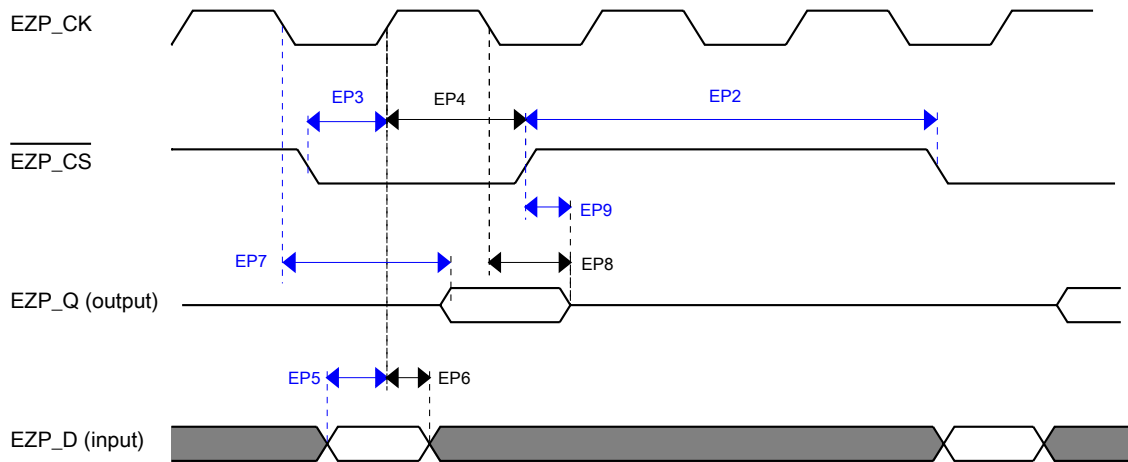 EZP_CK
EP3
EP4
EP2
EZP_CS
EP9
EP7
EP8
EZP_Q (output)
EP5
EP6
EZP_D (input)